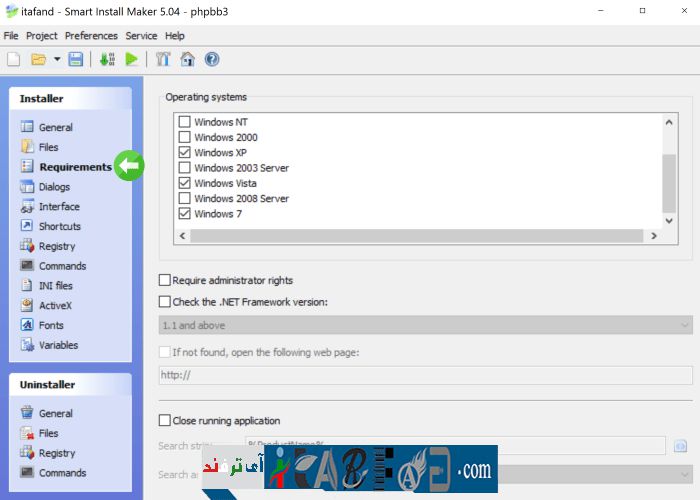 itafand - Smart Install Maker 5.04 - phpbb3
File Project Preferences Service Help
Installer
General
Files
Requirements
Dialogs
Interface
Shortcuts
Registry
Commands
INI files
ActiveX
Fonts
Variables
Uninstaller
General
Files
Registry
Commands
Operating systems
Windows NT
Windows 2000
Windows XP
Windows 2003 Server
Windows Vista
Windows 2008 Server
Windows 7
Require administrator rights
Check the .NET Framework version:
1.1 and above
If not found, open the following web page:
http://
Close running application
Search
%ProductName%
Search
آی ترفند
.com